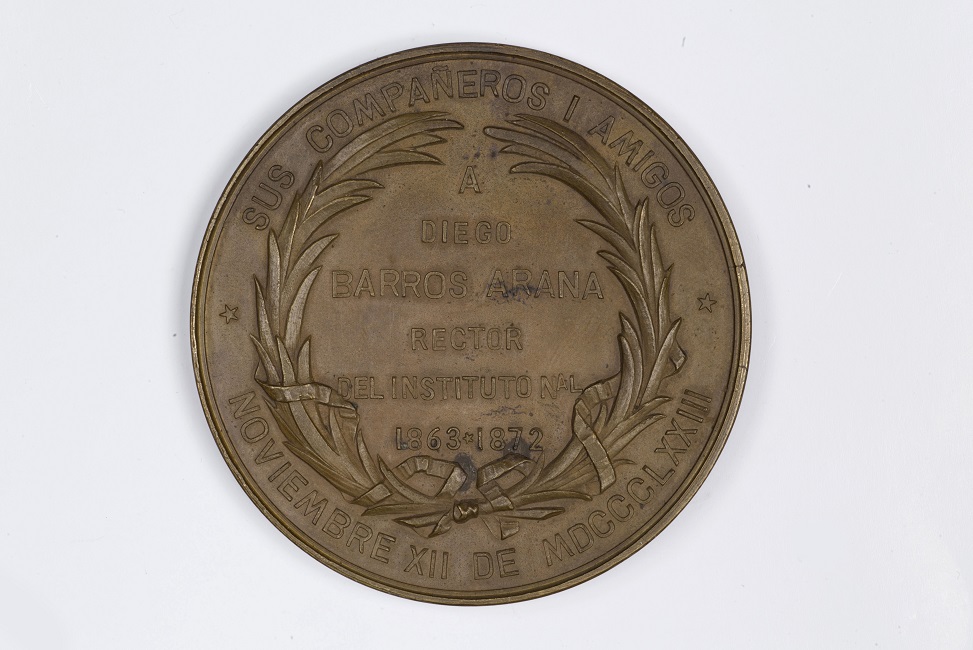 SUS COMPAÑEROS I AMIGOS
A
DIEGO
BARROS ARANA
RECTOR
DEL INSTITUTO NAL
1863★1872
NOVIEMBRE XII DE MDCCCLXXIII